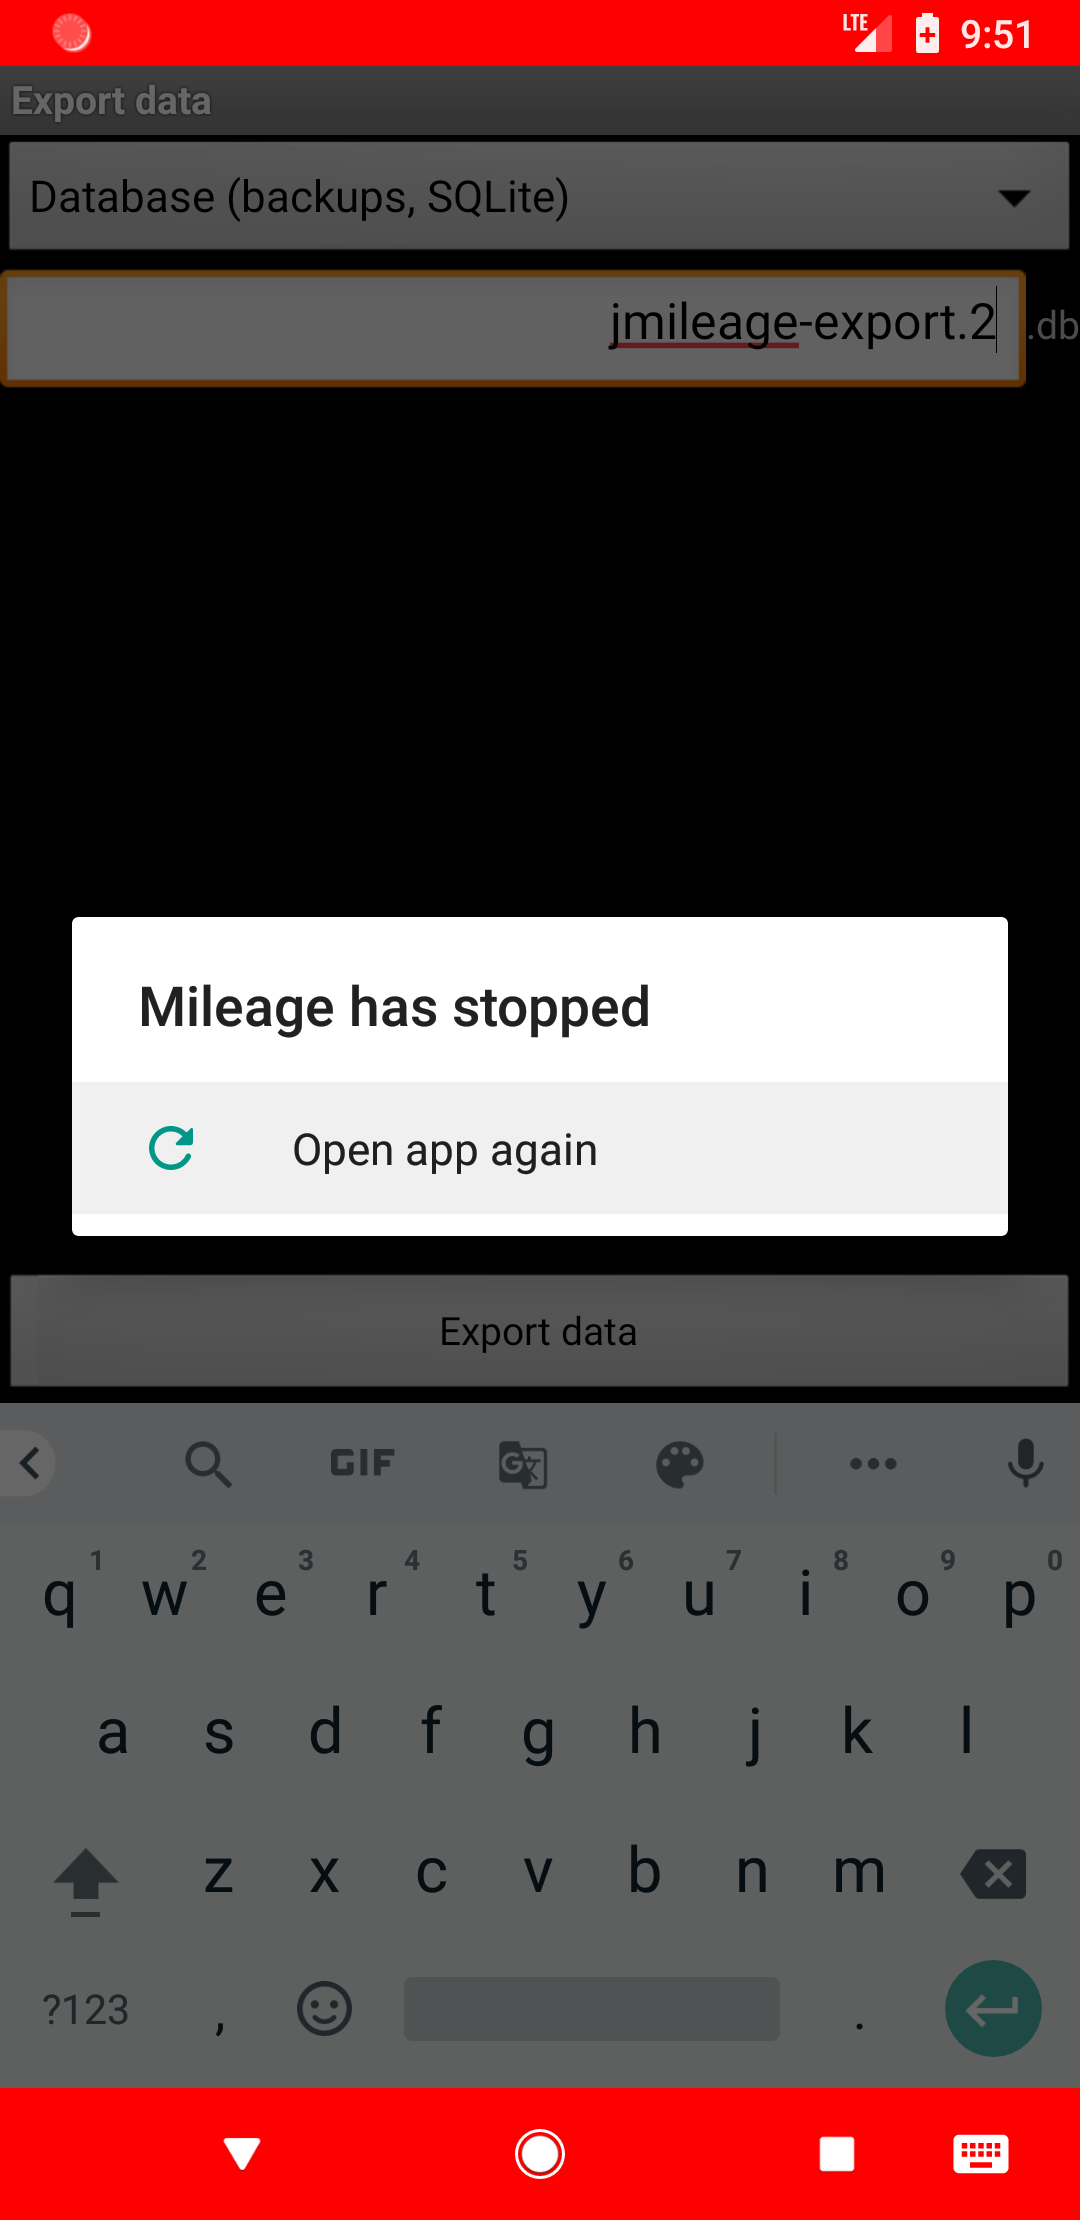 LTE 9:51
Export data
Database (backups, SQLite)
jmileage-export.2 .db
Mileage has stopped
Open app again
Export data
GIF G
1 2 3 4 5 6 7 8 9 0
q w e r t y u i o p
a s d f g h j k l
z x c v b n m
?123 , .